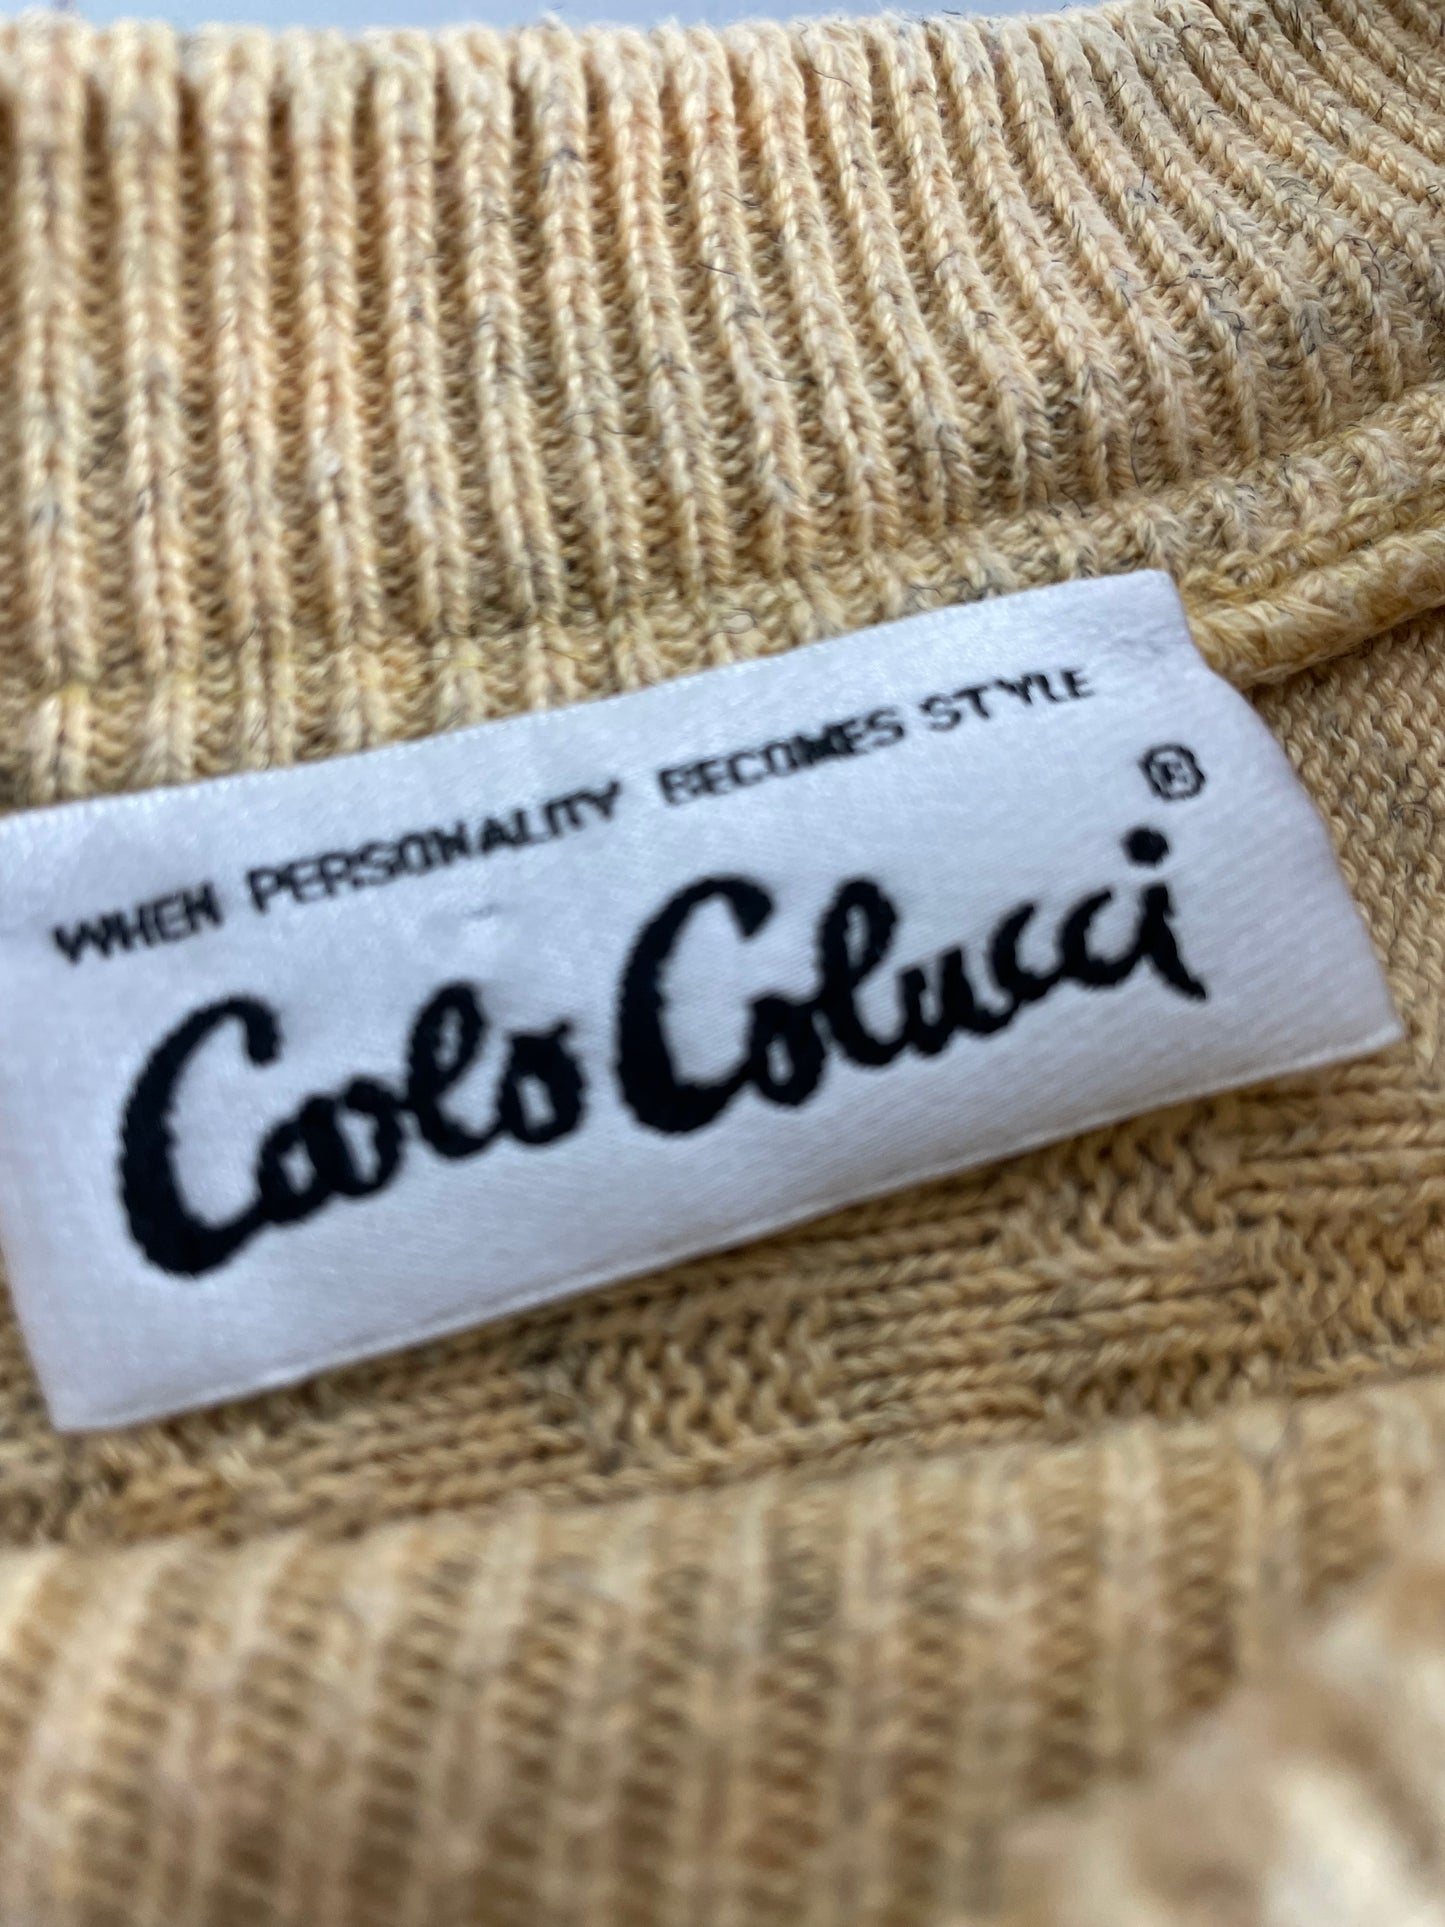 WHEN PERSONALITY BECOMES STYLE
Carlo Colucci ®